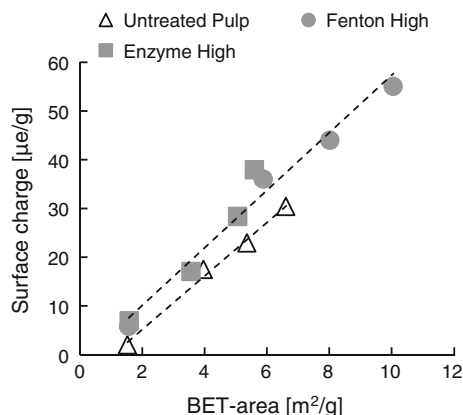 Untreated Pulp
Fenton High
Enzyme High
60
50
40
30
20
10
0
Surface charge [µe/g]
0 2 4 6 8 10 12
BET-area [m²/g]